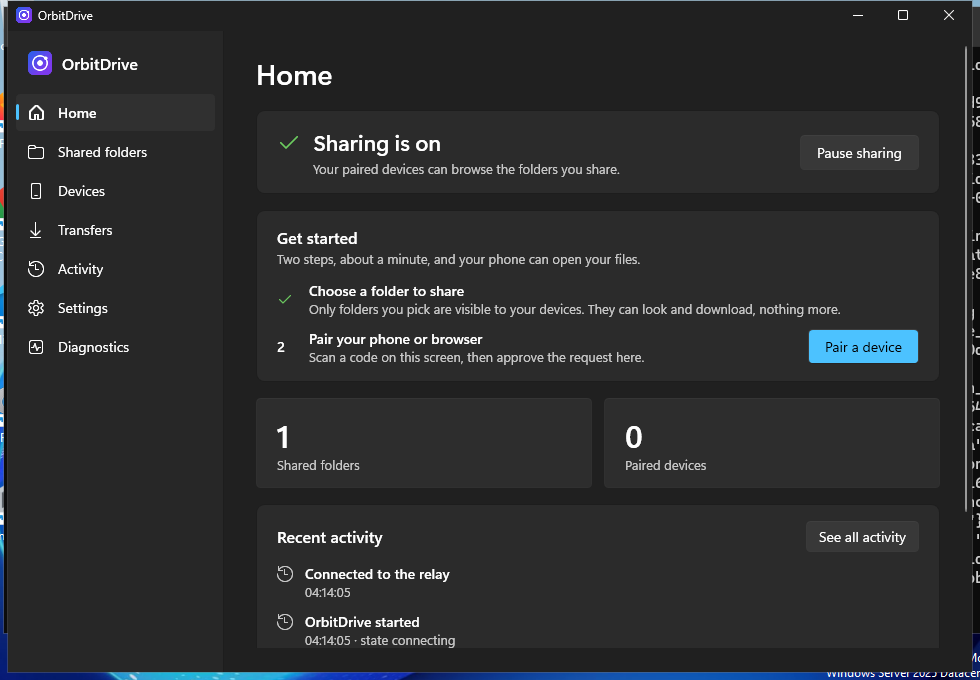 OrbitDrive
OrbitDrive
Home
Shared folders
Devices
Transfers
Activity
Settings
Diagnostics
Home
Sharing is on
Your paired devices can browse the folders you share.
Pause sharing
Get started
Two steps, about a minute, and your phone can open your files.
Choose a folder to share
Only folders you pick are visible to your devices. They can look and download, nothing more.
2
Pair your phone or browser
Scan a code on this screen, then approve the request here.
Pair a device
1
Shared folders
0
Paired devices
Recent activity
See all activity
Connected to the relay
04:14:05
OrbitDrive started
04:14:05 · state connecting
Windows Server 2025 Datacen